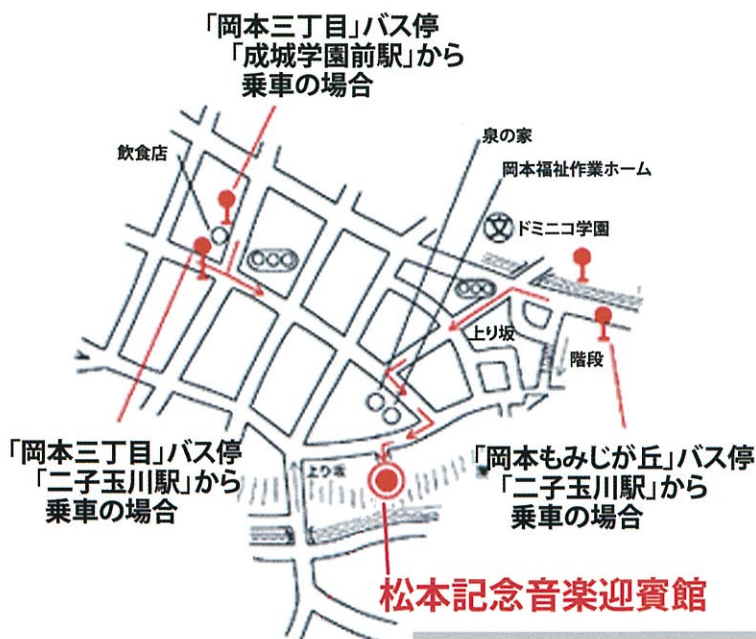 「岡本三丁目」バス停
「成城学園前駅」から
乗車の場合
泉の家
飲食店
岡本福祉作業ホーム
文
ドミニコ学園
上り坂
階段
「岡本三丁目」バス停
「二子玉川駅」から
乗車の場合
上り坂
「岡本もみじが丘」バス停
「二子玉川駅」から
乗車の場合
松本記念音楽迎賓館